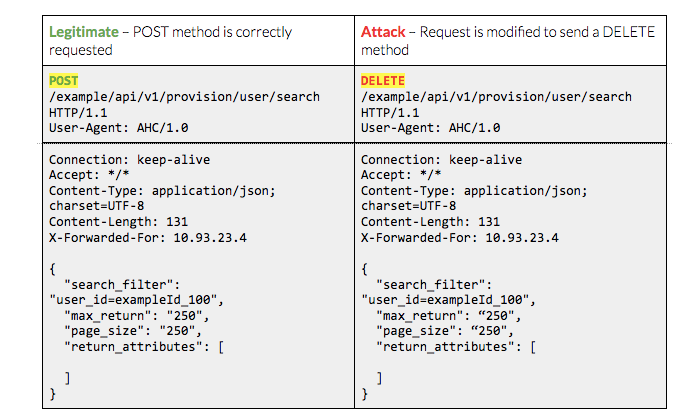 Legitimate – POST method is correctly
requested
POST
/example/api/v1/provision/user/search
HTTP/1.1
User-Agent: AHC/1.0
Connection: keep-alive
Accept: */*
Content-Type: application/json;
charset=UTF-8
Content-Length: 131
X-Forwarded-For: 10.93.23.4
{
"search_filter":
"user_id=exampleId_100",
"max_return": "250",
"page_size": "250",
"return_attributes": [
]
}
Attack – Request is modified to send a DELETE
method
DELETE
/example/api/v1/provision/user/search
HTTP/1.1
User-Agent: AHC/1.0
Connection: keep-alive
Accept: */*
Content-Type: application/json;
charset=UTF-8
Content-Length: 131
X-Forwarded-For: 10.93.23.4
{
"search_filter":
"user_id=exampleId_100",
"max_return": “250",
"page_size": “250",
"return_attributes": [
]
}